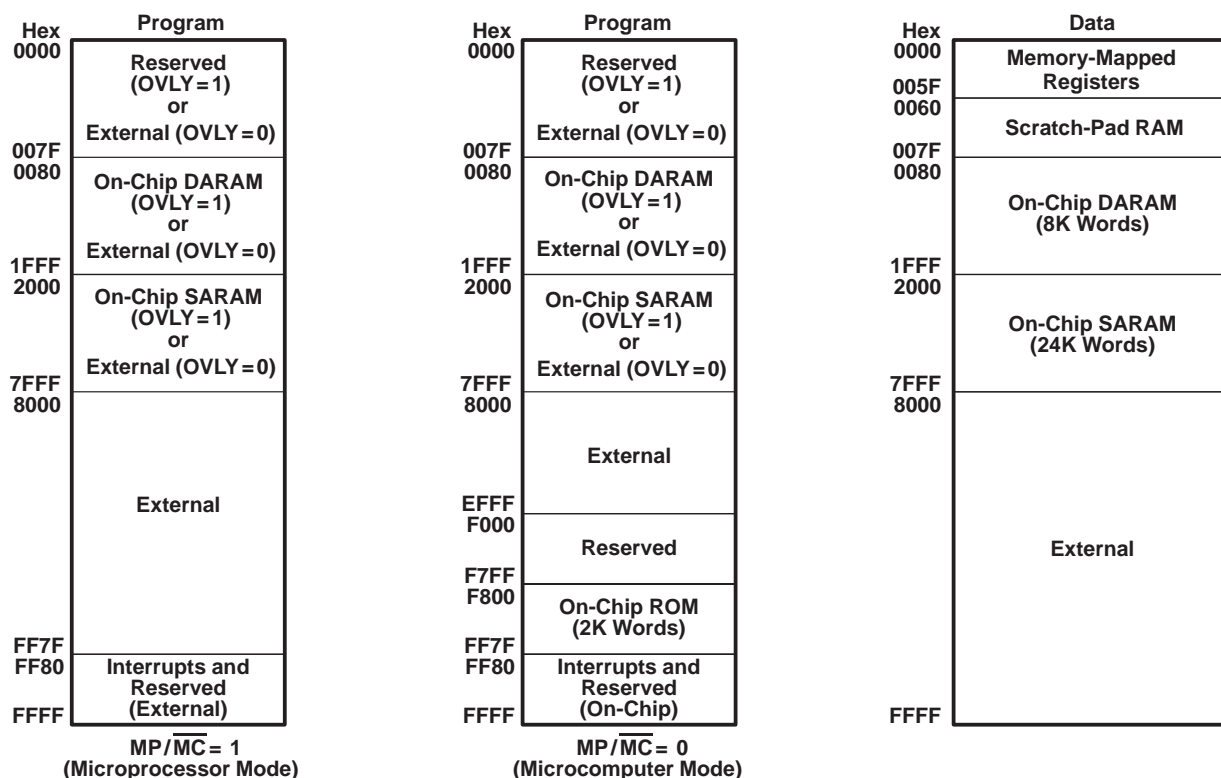 Hex
Program
0000
Reserved
(OVLY = 1)
or
External (OVLY = 0)
007F
0080
On-Chip DARAM
(OVLY = 1)
or
External (OVLY = 0)
1FFF
2000
On-Chip SARAM
(OVLY = 1)
or
External (OVLY = 0)
7FFF
8000
External
FF7F
FF80
Interrupts and
Reserved
(External)
FFFF
MP/M̅C̅ = 1
(Microprocessor Mode)
Hex
Program
0000
Reserved
(OVLY = 1)
or
External (OVLY = 0)
007F
0080
On-Chip DARAM
(OVLY = 1)
or
External (OVLY = 0)
1FFF
2000
On-Chip SARAM
(OVLY = 1)
or
External (OVLY = 0)
7FFF
8000
External
EFFF
F000
Reserved
F7FF
F800
On-Chip ROM
(2K Words)
FF7F
FF80
Interrupts and
Reserved
(On-Chip)
FFFF
MP/M̅C̅ = 0
(Microcomputer Mode)
Hex
Data
0000
Memory-Mapped
Registers
005F
0060
Scratch-Pad RAM
007F
0080
On-Chip DARAM
(8K Words)
1FFF
2000
On-Chip SARAM
(24K Words)
7FFF
8000
External
FFFF